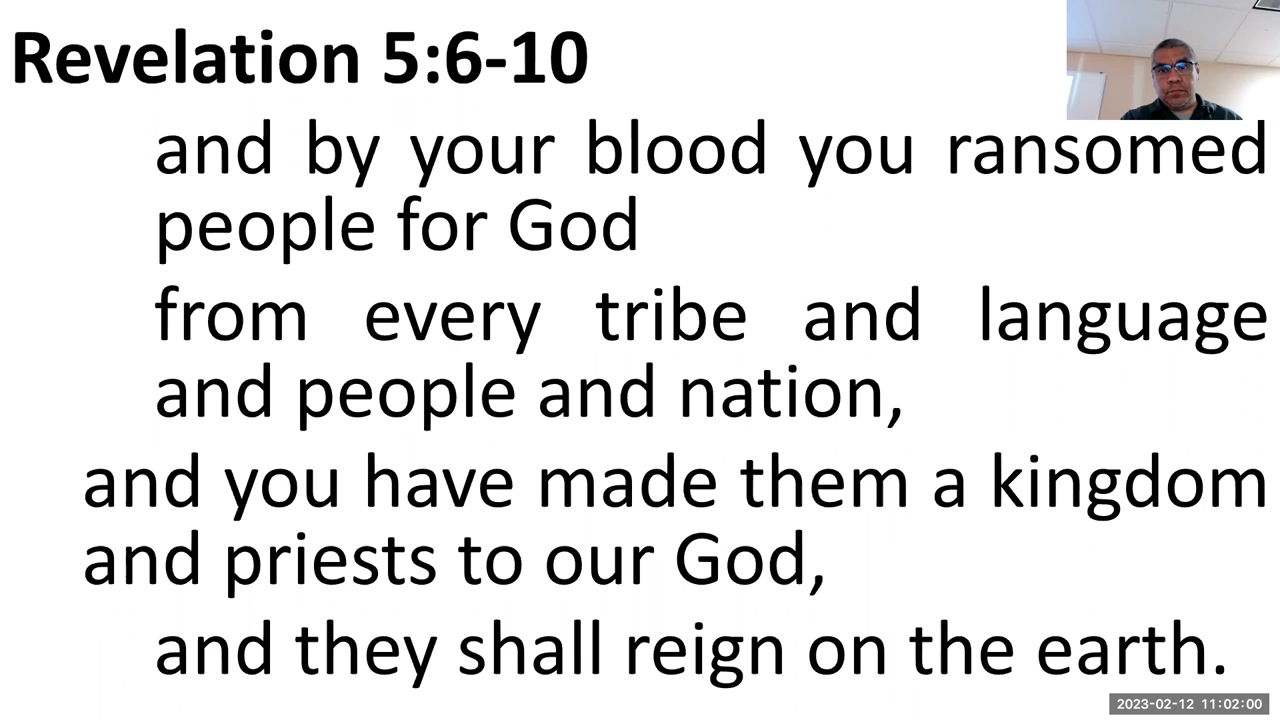 Revelation 5:6-10
and by your blood you ransomed
people for God
from every tribe and language
and people and nation,
and you have made them a kingdom
and priests to our God,
and they shall reign on the earth.
2023-02-12 11:02:00